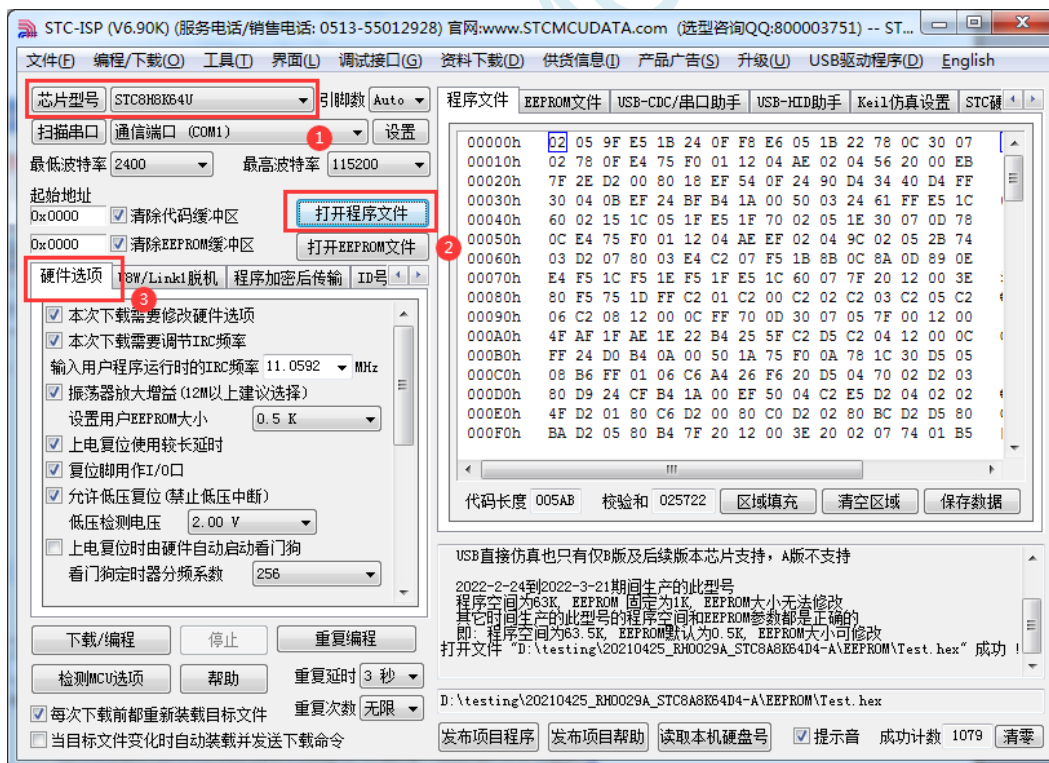 STC-ISP (V6.90K) (服务电话/销售电话: 0513-55012928) 官网:www.STCMCUDATA.com (选型咨询QQ:800003751) -- ST...
文件(F) 编程/下载(O) 工具(T) 界面(L) 调试接口(G) 资料下载(D) 供货信息(I) 产品广告(S) 升级(U) USB驱动程序(D) English
芯片型号 STC8H8K64U 引脚数 Auto
扫描串口 通信端口 (COM1) 设置
1
最低波特率 2400 最高波特率 115200
起始地址
0x0000 清除代码缓冲区 打开程序文件
0x0000 清除EEPROM缓冲区 打开EEPROM文件
2
硬件选项 U8W/Link1脱机 程序加密后传输 ID号
3
本次下载需要修改硬件选项
本次下载需要调节IRC频率
输入用户程序运行时的IRC频率 11.0592 MHz
振荡器放大增益(12M以上建议选择)
设置用户EEPROM大小 0.5 K
上电复位使用较长延时
复位脚用作I/O口
允许低压复位(禁止低压中断)
低压检测电压 2.00 V
上电复位时由硬件自动启动看门狗
看门狗定时器分频系数 256
下载/编程 停止 重复编程
检测MCU选项 帮助 重复延时 3 秒
每次下载前都重新装载目标文件 重复次数 无限
当目标文件变化时自动装载并发送下载命令
程序文件 EEPROM文件 USB-CDC/串口助手 USB-HID助手 Keil仿真设置 STC硬
00000h 02 05 9F E5 1B 24 0F F8 E6 05 1B 22 78 0C 30 07
00010h 02 78 0F E4 75 F0 01 12 04 AE 02 04 56 20 00 EB
00020h 7F 2E D2 00 80 18 EF 54 0F 24 90 D4 34 40 D4 FF
00030h 30 04 0B EF 24 BF B4 1A 00 50 03 24 61 FF E5 1C
00040h 60 02 15 1C 05 1F E5 1F 70 02 05 1E 30 07 0D 78
00050h 0C E4 75 F0 01 12 04 AE EF 02 04 9C 02 05 2B 74
00060h 03 D2 07 80 03 E4 C2 07 F5 1B 8B 0C 8A 0D 89 0E
00070h E4 F5 1C F5 1E F5 1F E5 1C 60 07 7F 20 12 00 3E
00080h 80 F5 75 1D FF C2 01 C2 00 C2 02 C2 03 C2 05 C2
00090h 06 C2 08 12 00 0C FF 70 0D 30 07 05 7F 00 12 00
000A0h 4F AF 1F AE 1E 22 B4 25 5F C2 D5 C2 04 12 00 0C
000B0h FF 24 D0 B4 0A 00 50 1A 75 F0 0A 78 1C 30 D5 05
000C0h 08 B6 FF 01 06 C6 A4 26 F6 20 D5 04 70 02 D2 03
000D0h 80 D9 24 CF B4 1A 00 EF 50 04 C2 E5 D2 04 02 02
000E0h 4F D2 01 80 C6 D2 00 80 C0 D2 02 80 BC D2 D5 80
000F0h BA D2 05 80 B4 7F 20 12 00 3E 20 02 07 74 01 B5
代码长度 005AB 校验和 025722 区域填充 清空区域 保存数据
USB直接仿真也只有仅B版及后续版本芯片支持，A版不支持
2022-2-24到2022-3-21期间生产的此型号
程序空间为63K, EEPROM 固定为1K, EEPROM大小无法修改
其它时间生产的此型号的程序空间和EEPROM参数都是正确的
即: 程序空间为63.5K, EEPROM默认为0.5K, EEPROM大小可修改
打开文件 "D:\testing\20210425_RH0029A_STC8A8K64D4-A\EEPROM\Test.hex" 成功 !
D:\testing\20210425_RH0029A_STC8A8K64D4-A\EEPROM\Test.hex
发布项目程序 发布项目帮助 读取本机硬盘号 提示音 成功计数 1079 清零